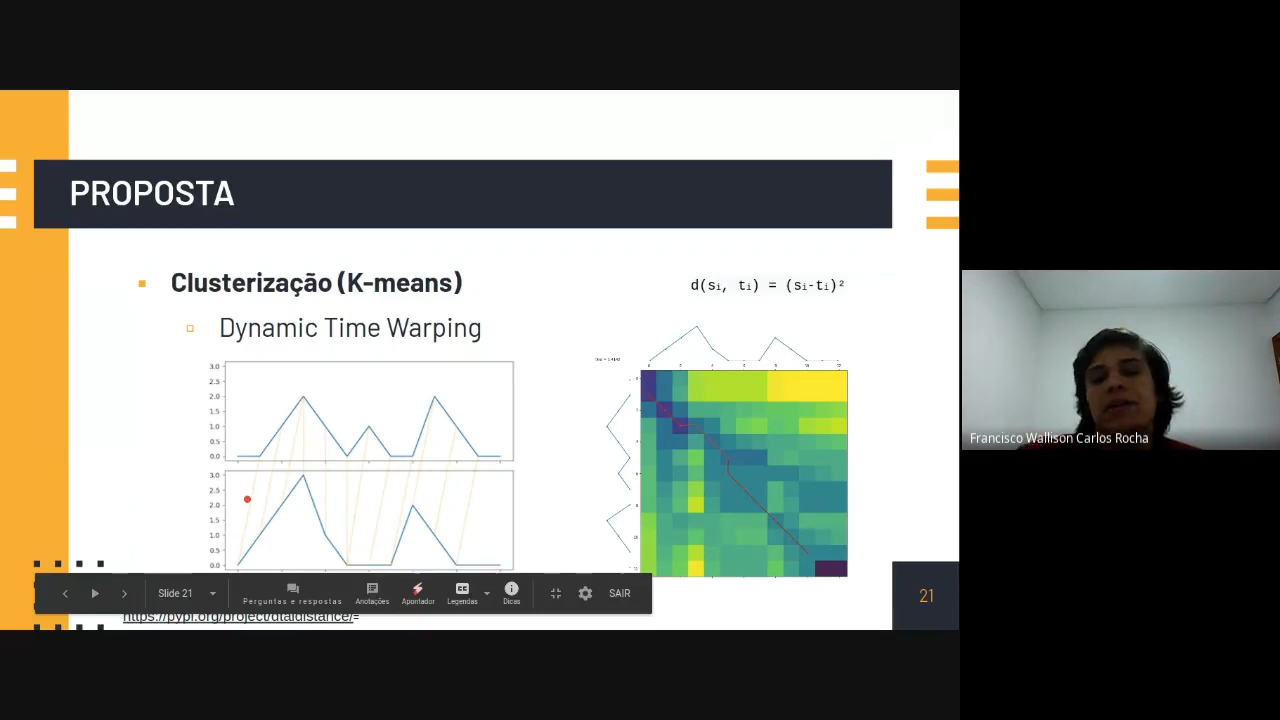 PROPOSTA
Clusterização (K-means)
d(sᵢ, tᵢ) = (sᵢ-tᵢ)²
Dynamic Time Warping
3.0
2.5
2.0
1.5
1.0
0.5
0.0
3.0
2.5
2.0
1.5
1.0
0.5
0.0
Slide 21
Perguntas e respostas
Anotações
Apontador
Legendas
Dicas
SAIR
21
https://pypi.org/project/dtaidistance/
Francisco Wallison Carlos Rocha